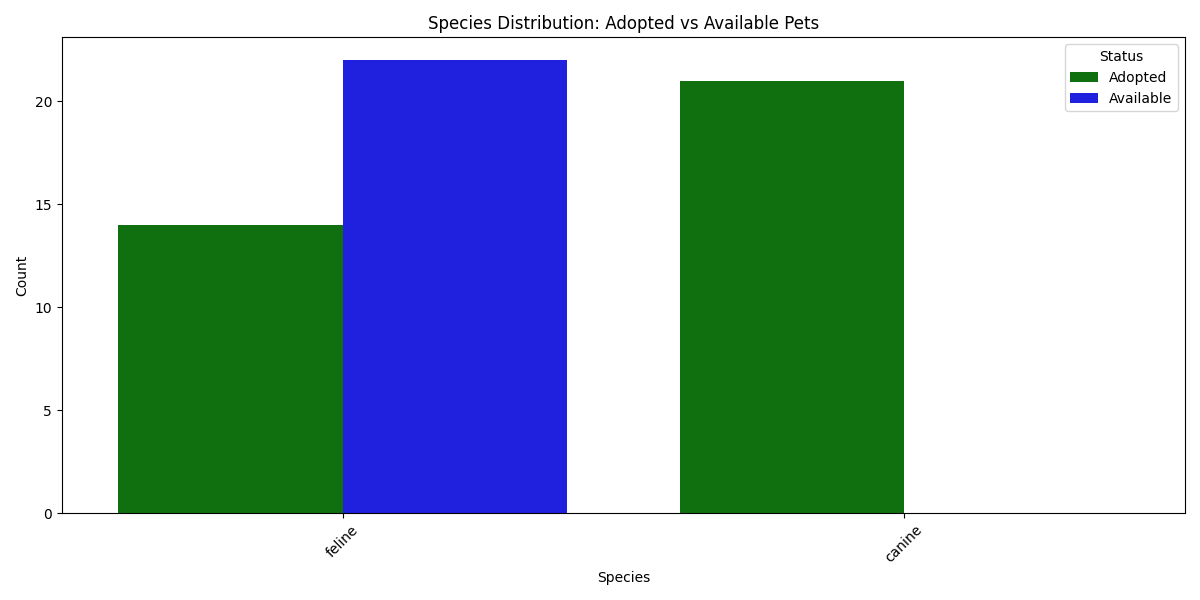 Species Distribution: Adopted vs Available Pets
Status
Adopted
Available
Count
20
15
10
5
0
feline
canine
Species